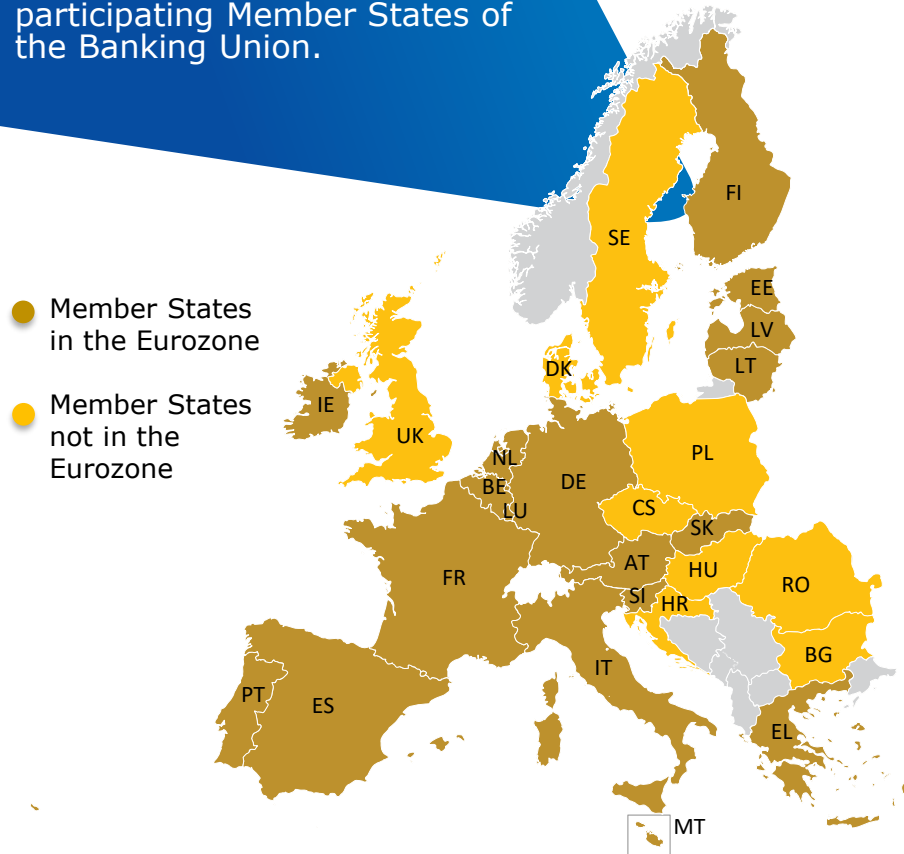 participating Member States of
the Banking Union.
FI
SE
Member States
in the Eurozone
EE
LV
LT
DK
Member States
not in the
Eurozone
IE
UK
NL
BE
LU
DE
PL
CS
SK
AT
HU
FR
SI
HR
RO
IT
BG
PT
ES
EL
MT